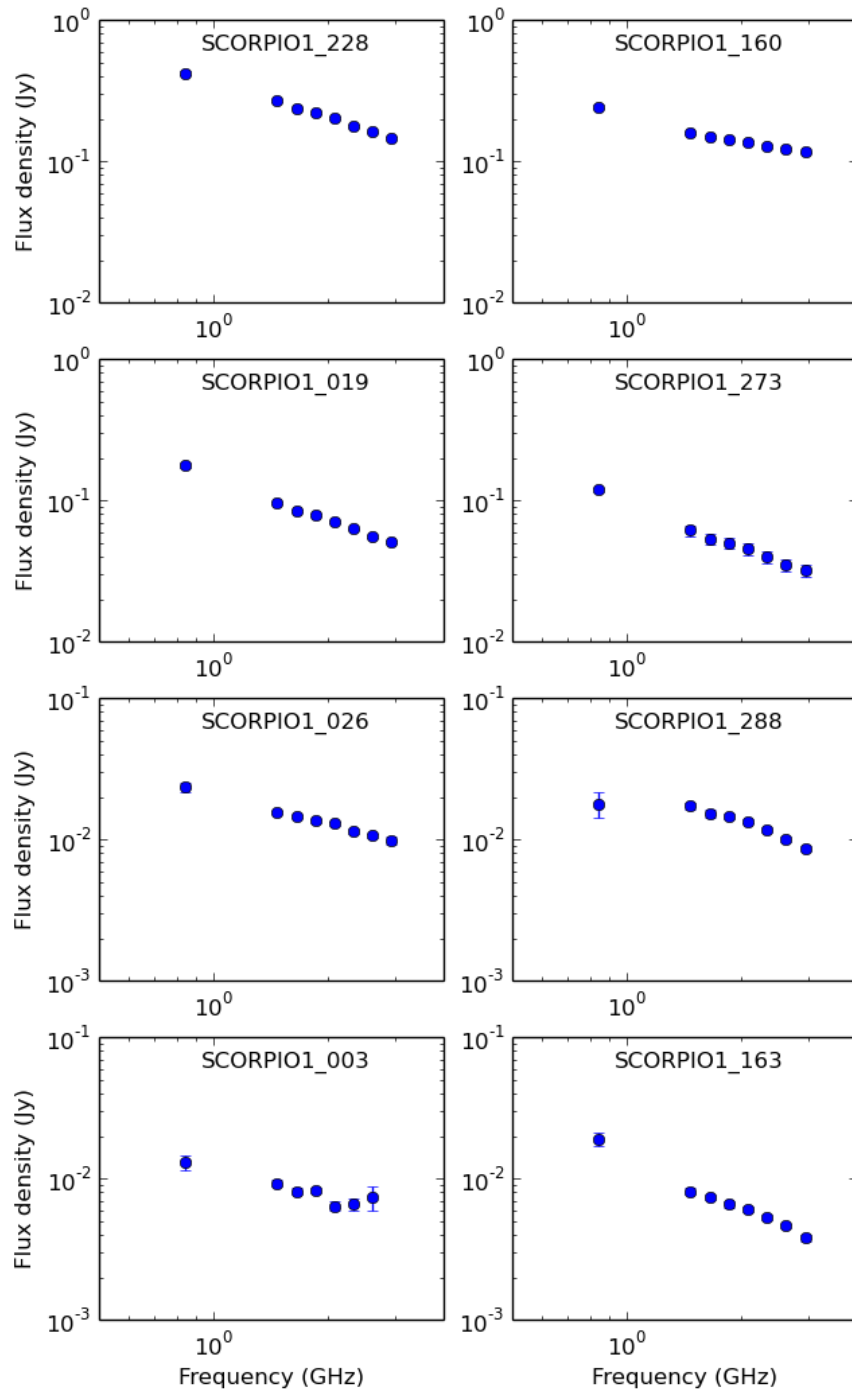 SCORPIO1_228
10⁰
10⁻¹
10⁻²
Flux density (Jy)
10⁰
SCORPIO1_160
10⁰
10⁻¹
10⁻²
10⁰
SCORPIO1_019
10⁰
10⁻¹
10⁻²
Flux density (Jy)
10⁰
SCORPIO1_273
10⁰
10⁻¹
10⁻²
10⁰
SCORPIO1_026
10⁻¹
10⁻²
10⁻³
Flux density (Jy)
10⁰
SCORPIO1_288
10⁻¹
10⁻²
10⁻³
10⁰
SCORPIO1_003
10⁻¹
10⁻²
10⁻³
Flux density (Jy)
10⁰
Frequency (GHz)
SCORPIO1_163
10⁻¹
10⁻²
10⁻³
10⁰
Frequency (GHz)